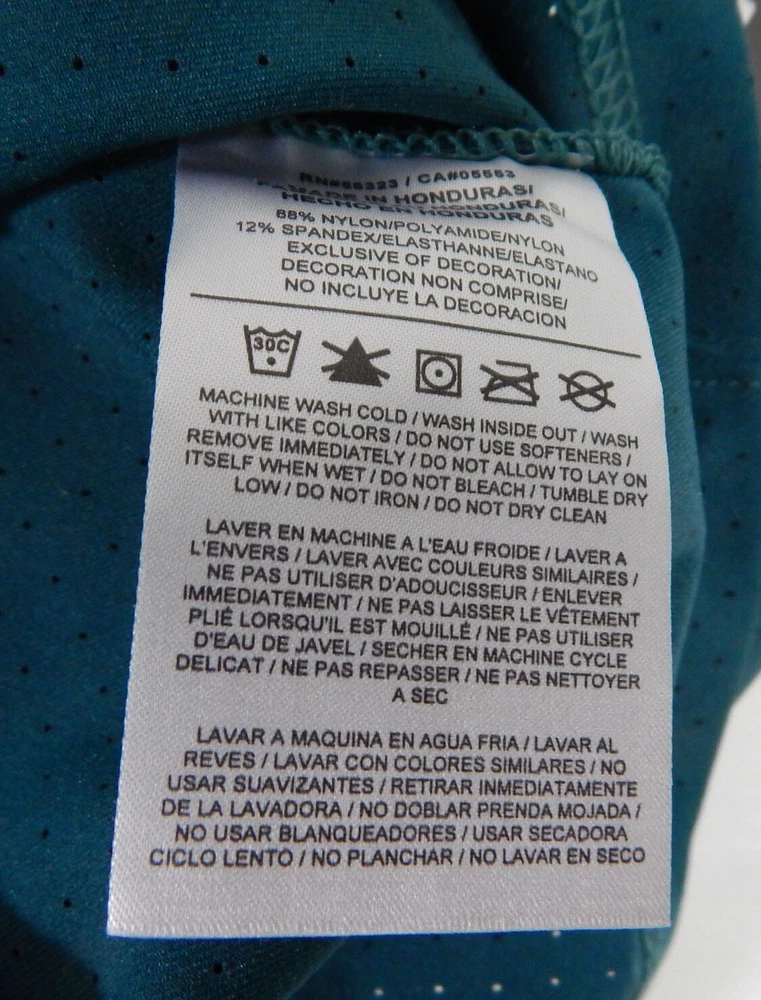 RN#56323 / CA#05553
MADE IN HONDURAS/
HECHO EN HONDURAS
88% NYLON/POLYAMIDE/NYLON
12% SPANDEX/ELASTHANNE/ELASTANO
EXCLUSIVE OF DECORATION/
DECORATION NON COMPRISE/
NO INCLUYE LA DECORACION
30C
MACHINE WASH COLD / WASH INSIDE OUT / WASH
WITH LIKE COLORS / DO NOT USE SOFTENERS /
REMOVE IMMEDIATELY / DO NOT ALLOW TO LAY ON
ITSELF WHEN WET / DO NOT BLEACH / TUMBLE DRY
LOW / DO NOT IRON / DO NOT DRY CLEAN
LAVER EN MACHINE A L'EAU FROIDE / LAVER A
L'ENVERS / LAVER AVEC COULEURS SIMILAIRES /
NE PAS UTILISER D'ADOUCISSEUR / ENLEVER
IMMEDIATEMENT / NE PAS LAISSER LE VÊTEMENT
PLIÉ LORSQU'IL EST MOUILLÉ / NE PAS UTILISER
D'EAU DE JAVEL / SECHER EN MACHINE CYCLE
DELICAT / NE PAS REPASSER / NE PAS NETTOYER
A SEC
LAVAR A MAQUINA EN AGUA FRIA / LAVAR AL
REVES / LAVAR CON COLORES SIMILARES / NO
USAR SUAVIZANTES / RETIRAR INMEDIATAMENTE
DE LA LAVADORA / NO DOBLAR PRENDA MOJADA /
NO USAR BLANQUEADORES / USAR SECADORA
CICLO LENTO / NO PLANCHAR / NO LAVAR EN SECO